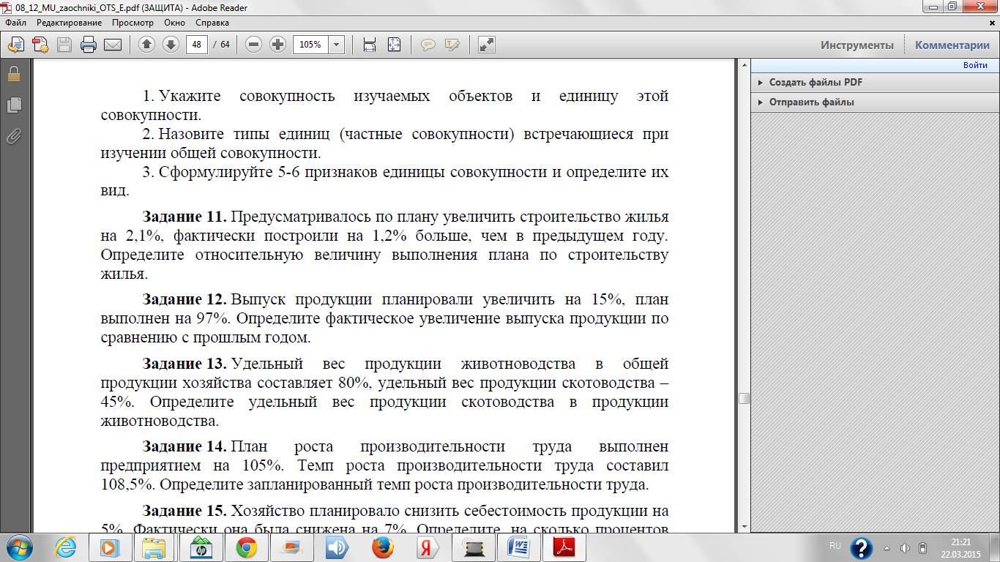 08_12_MU_zaochniki_OTS_E.pdf (ЗАЩИТА) - Adobe Reader
Файл Редактирование Просмотр Окно Справка
48 / 64 105% Инструменты Комментарии
Войти
Создать файлы PDF
Отправить файлы
1. Укажите совокупность изучаемых объектов и единицу этой
совокупности.
2. Назовите типы единиц (частные совокупности) встречающиеся при
изучении общей совокупности.
3. Сформулируйте 5-6 признаков единицы совокупности и определите их
вид.
Задание 11. Предусматривалось по плану увеличить строительство жилья
на 2,1%, фактически построили на 1,2% больше, чем в предыдущем году.
Определите относительную величину выполнения плана по строительству
жилья.
Задание 12. Выпуск продукции планировали увеличить на 15%, план
выполнен на 97%. Определите фактическое увеличение выпуска продукции по
сравнению с прошлым годом.
Задание 13. Удельный вес продукции животноводства в общей
продукции хозяйства составляет 80%, удельный вес продукции скотоводства –
45%. Определите удельный вес продукции скотоводства в продукции
животноводства.
Задание 14. План роста производительности труда выполнен
предприятием на 105%. Темп роста производительности труда составил
108,5%. Определите запланированный темп роста производительности труда.
Задание 15. Хозяйство планировало снизить себестоимость продукции на
5%. Фактически она была снижена на 7%. Определите, на сколько процентов
RU 21:21
22.03.2015